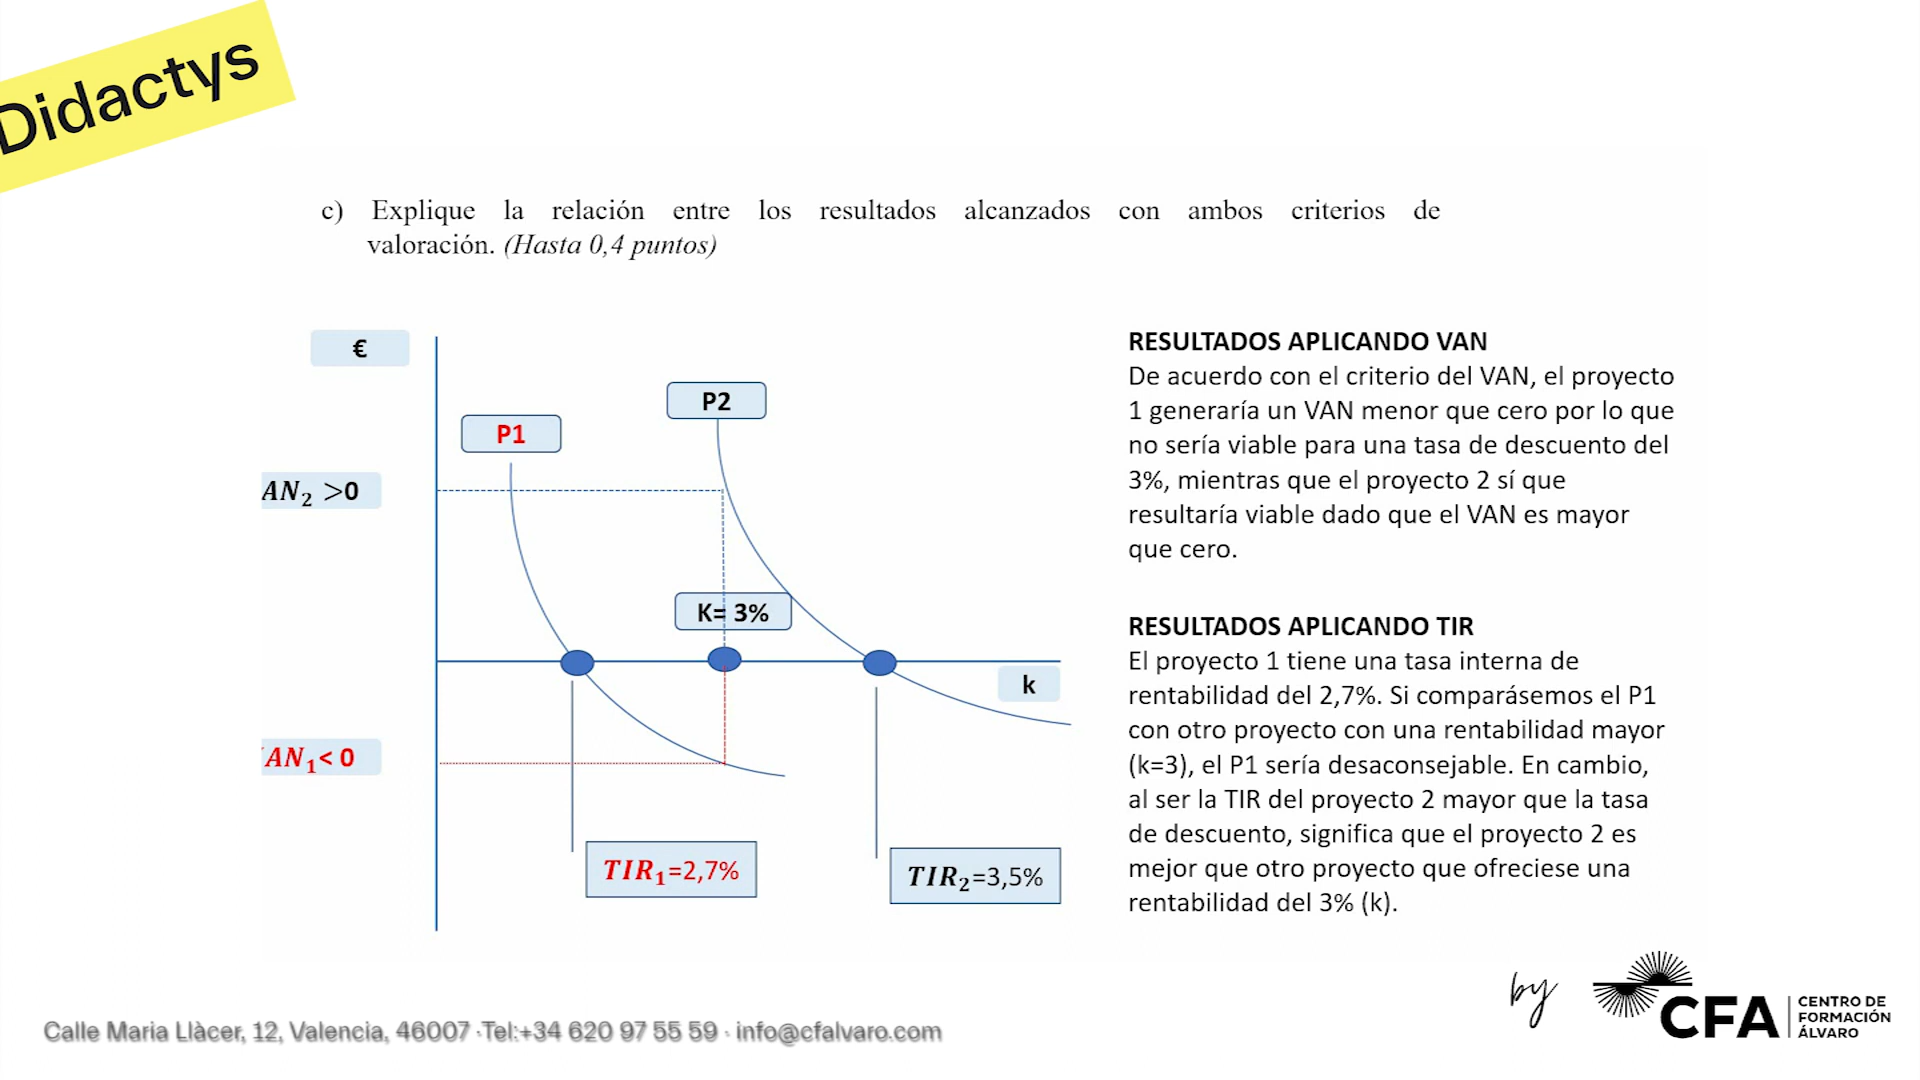 Didactys
c) Explique la relación entre los resultados alcanzados con ambos criterios de
valoración. (Hasta 0,4 puntos)
€
P2
P1
AN2 >0
K= 3%
k
AN1< 0
TIR1=2,7%
TIR2=3,5%
RESULTADOS APLICANDO VAN
De acuerdo con el criterio del VAN, el proyecto
1 generaría un VAN menor que cero por lo que
no sería viable para una tasa de descuento del
3%, mientras que el proyecto 2 sí que
resultaría viable dado que el VAN es mayor
que cero.
RESULTADOS APLICANDO TIR
El proyecto 1 tiene una tasa interna de
rentabilidad del 2,7%. Si comparásemos el P1
con otro proyecto con una rentabilidad mayor
(k=3), el P1 sería desaconsejable. En cambio,
al ser la TIR del proyecto 2 mayor que la tasa
de descuento, significa que el proyecto 2 es
mejor que otro proyecto que ofreciese una
rentabilidad del 3% (k).
by
CFA
CENTRO DE
FORMACIÓN
ÁLVARO
Calle Maria Llàcer, 12, Valencia, 46007 ·Tel:+34 620 97 55 59 · info@cfalvaro.com